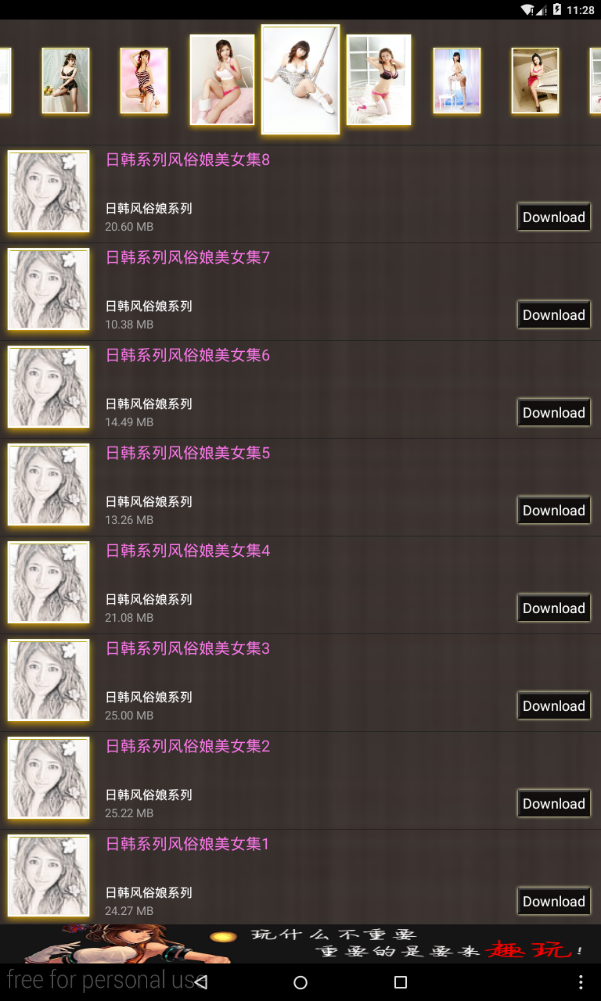 11:28
日韩系列风俗娘美女集8
日韩风俗娘系列
20.60 MB
Download
日韩系列风俗娘美女集7
日韩风俗娘系列
10.38 MB
Download
日韩系列风俗娘美女集6
日韩风俗娘系列
14.49 MB
Download
日韩系列风俗娘美女集5
日韩风俗娘系列
13.26 MB
Download
日韩系列风俗娘美女集4
日韩风俗娘系列
21.08 MB
Download
日韩系列风俗娘美女集3
日韩风俗娘系列
25.00 MB
Download
日韩系列风俗娘美女集2
日韩风俗娘系列
25.22 MB
Download
日韩系列风俗娘美女集1
日韩风俗娘系列
24.27 MB
Download
玩什么不重要
重要的是要来趣玩!
free for personal us